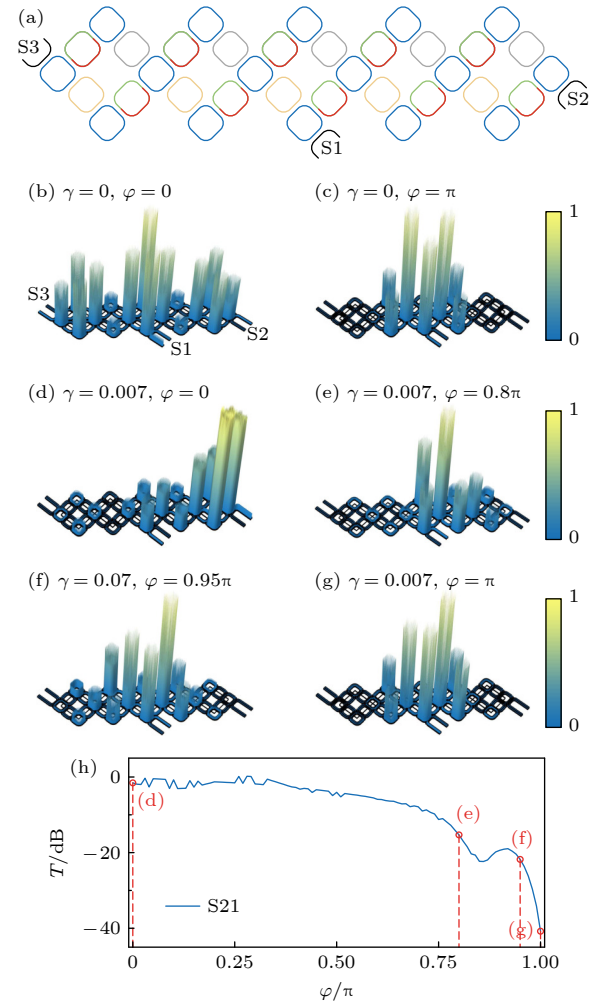 (a)
S3
S2
S1
(b) γ = 0, φ = 0
(c) γ = 0, φ = π
S3
S2
S1
1
0
(d) γ = 0.007, φ = 0
(e) γ = 0.007, φ = 0.8π
1
0
(f) γ = 0.07, φ = 0.95π
(g) γ = 0.007, φ = π
1
0
(h)
0
(d)
(e)
(f)
−20
T/dB
S21
(g)
−40
0
0.25
0.50
0.75
1.00
φ/π